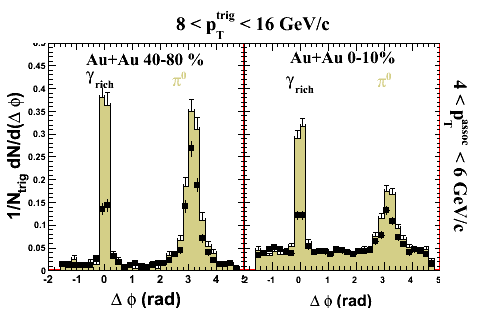 8 < p_T^trig < 16 GeV/c
Au+Au 40-80 %
γ_rich
π⁰
Au+Au 0-10%
γ_rich
π⁰
4 < p_T^assoc < 6 GeV/c
1/N_trig dN/d(Δ ϕ)
0.5
0.45
0.4
0.35
0.3
0.25
0.2
0.15
0.1
0.05
0
-2 -1 0 1 2 3 4
2 -1 0 1 2 3 4 5
Δ ϕ (rad)
Δ ϕ (rad)